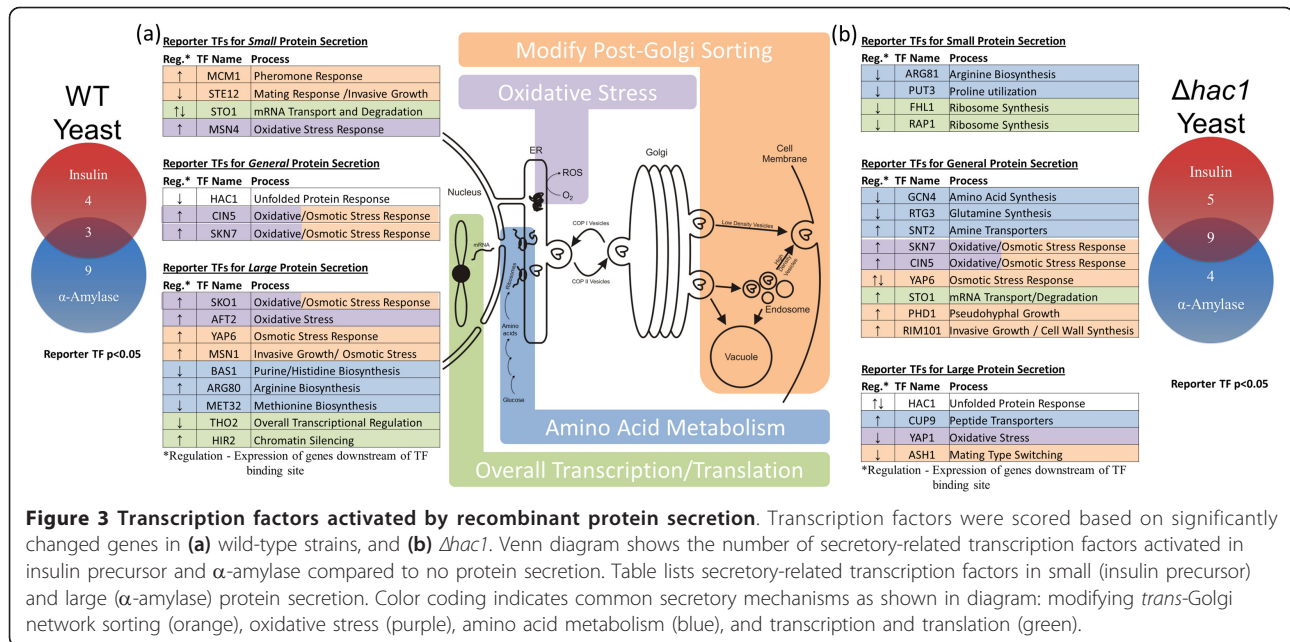 (a)
Reporter TFs for Small Protein Secretion
Reg.* TF Name Process
↑ MCM1 Pheromone Response
↓ STE12 Mating Response /Invasive Growth
↑↓ STO1 mRNA Transport and Degradation
↑ MSN4 Oxidative Stress Response
WT
Yeast
Insulin
4
3
9
α-Amylase
Reporter TF p<0.05
Reporter TFs for General Protein Secretion
Reg.* TF Name Process
↓ HAC1 Unfolded Protein Response
↑ CIN5 Oxidative/Osmotic Stress Response
↑ SKN7 Oxidative/Osmotic Stress Response
Reporter TFs for Large Protein Secretion
Reg.* TF Name Process
↑ SKO1 Oxidative/Osmotic Stress Response
↑ AFT2 Oxidative Stress
↑ YAP6 Osmotic Stress Response
↑ MSN1 Invasive Growth/ Osmotic Stress
↓ BAS1 Purine/Histidine Biosynthesis
↑ ARG80 Arginine Biosynthesis
↓ MET32 Methionine Biosynthesis
↓ THO2 Overall Transcriptional Regulation
↑ HIR2 Chromatin Silencing
*Regulation - Expression of genes downstream of TF
binding site
Modify Post-Golgi Sorting
Oxidative Stress
ER
ROS
O2
Golgi
Cell
Membrane
Nucleus
mRNA
Ribosomes
Amino
acids
Glucose
COP I Vesicles
COP II Vesicles
Low Density Vesicles
High
Density
Vesicles
Endosome
Vacuole
Amino Acid Metabolism
Overall Transcription/Translation
(b)
Reporter TFs for Small Protein Secretion
Reg.* TF Name Process
↓ ARG81 Arginine Biosynthesis
↓ PUT3 Proline utilization
↓ FHL1 Ribosome Synthesis
↓ RAP1 Ribosome Synthesis
Reporter TFs for General Protein Secretion
Reg.* TF Name Process
↓ GCN4 Amino Acid Synthesis
↓ RTG3 Glutamine Synthesis
↑ SNT2 Amine Transporters
↑ SKN7 Oxidative/Osmotic Stress Response
↑ CIN5 Oxidative/Osmotic Stress Response
↑↓ YAP6 Osmotic Stress Response
↑ STO1 mRNA Transport/Degradation
↑ PHD1 Pseudohyphal Growth
↑ RIM101 Invasive Growth / Cell Wall Synthesis
Reporter TFs for Large Protein Secretion
Reg.* TF Name Process
↑↓ HAC1 Unfolded Protein Response
↑ CUP9 Peptide Transporters
↓ YAP1 Oxidative Stress
↓ ASH1 Mating Type Switching
*Regulation - Expression of genes downstream of TF
binding site
Δhac1
Yeast
Insulin
5
9
4
α-Amylase
Reporter TF p<0.05
Figure 3 Transcription factors activated by recombinant protein secretion. Transcription factors were scored based on significantly
changed genes in (a) wild-type strains, and (b) Δhac1. Venn diagram shows the number of secretory-related transcription factors activated in
insulin precursor and α-amylase compared to no protein secretion. Table lists secretory-related transcription factors in small (insulin precursor)
and large (α-amylase) protein secretion. Color coding indicates common secretory mechanisms as shown in diagram: modifying trans-Golgi
network sorting (orange), oxidative stress (purple), amino acid metabolism (blue), and transcription and translation (green).